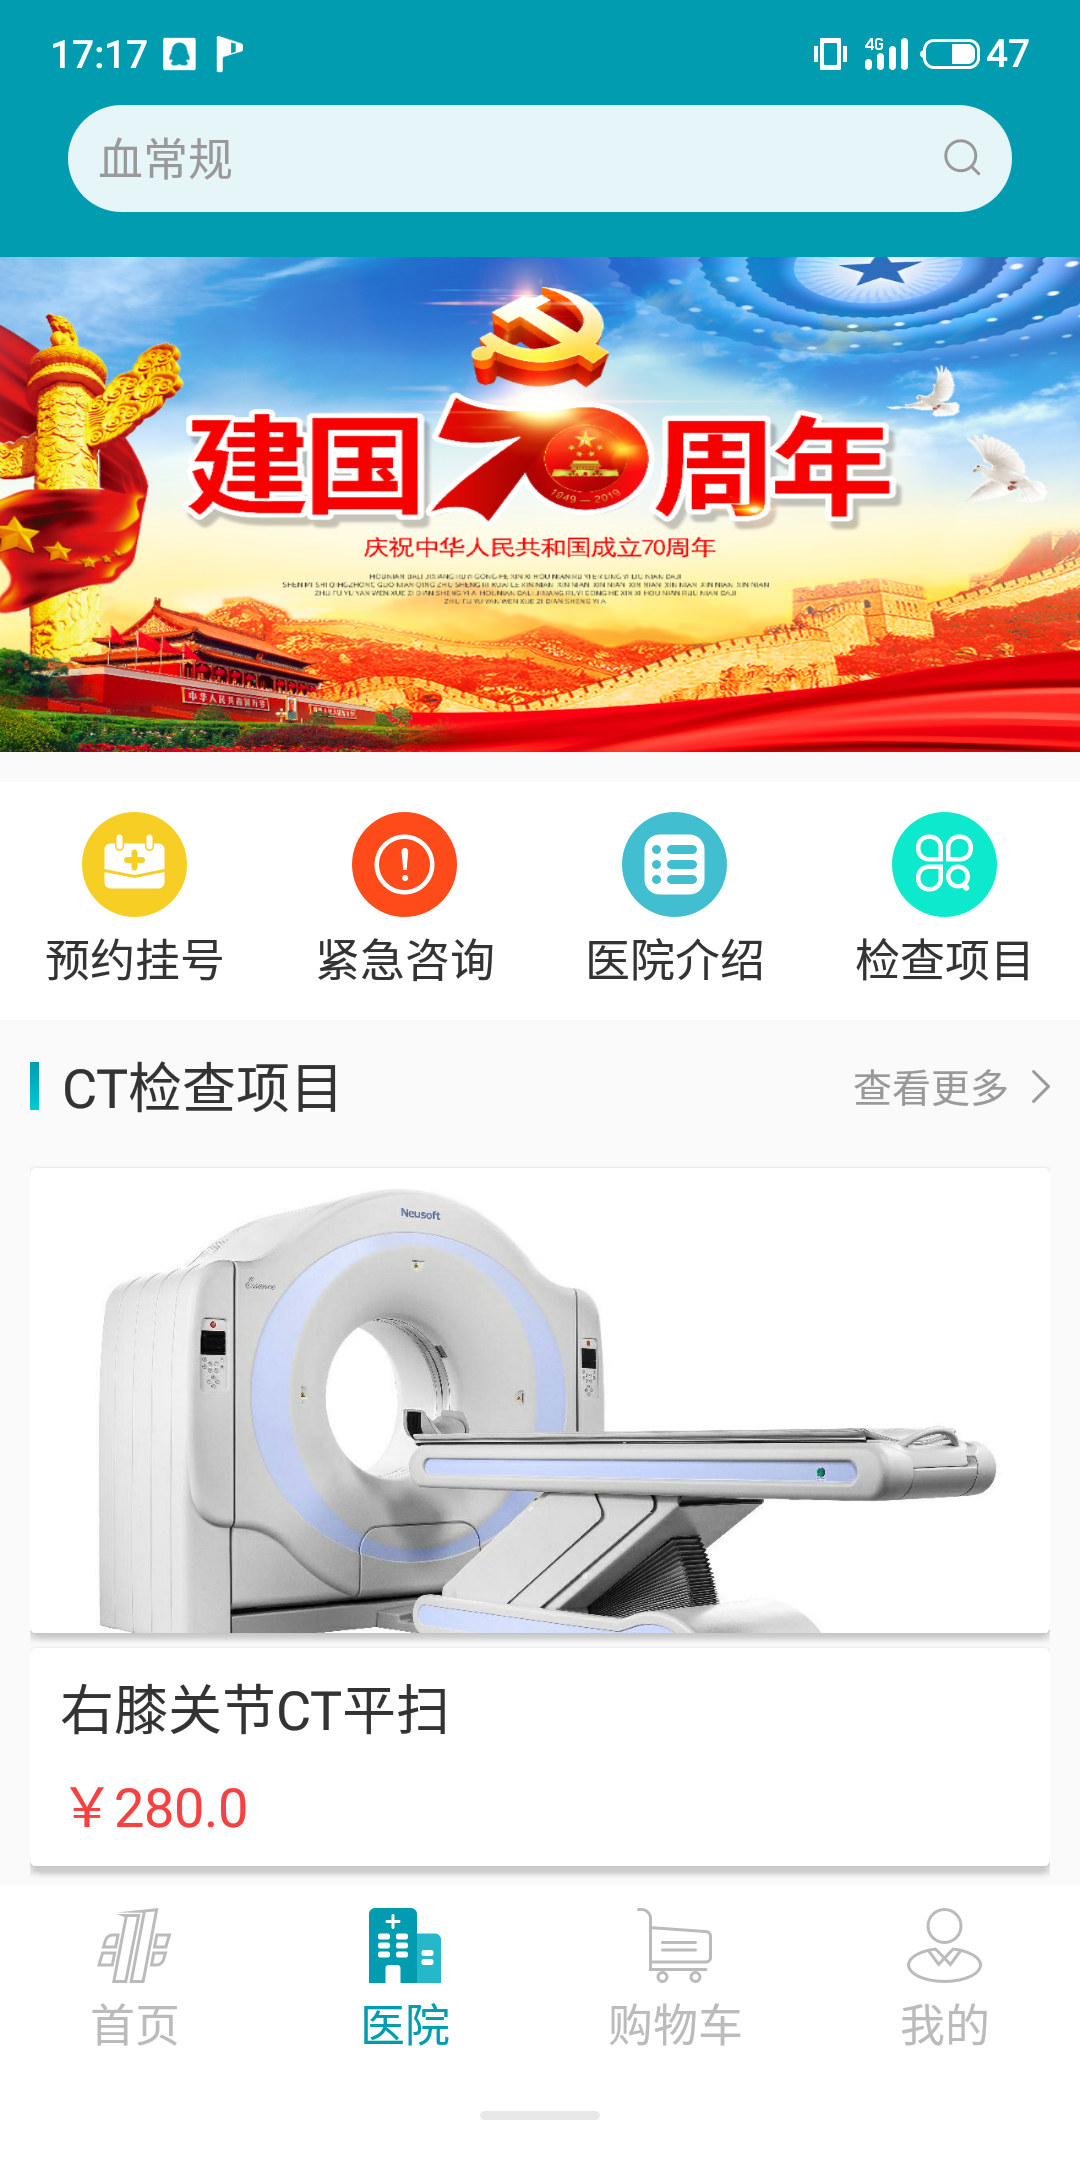 17:17
4G
47
血常规
建国70周年
1949—2019
庆祝中华人民共和国成立70周年
预约挂号
紧急咨询
医院介绍
检查项目
CT检查项目
查看更多
Neusoft
Essence
右膝关节CT平扫
￥280.0
首页
医院
购物车
我的